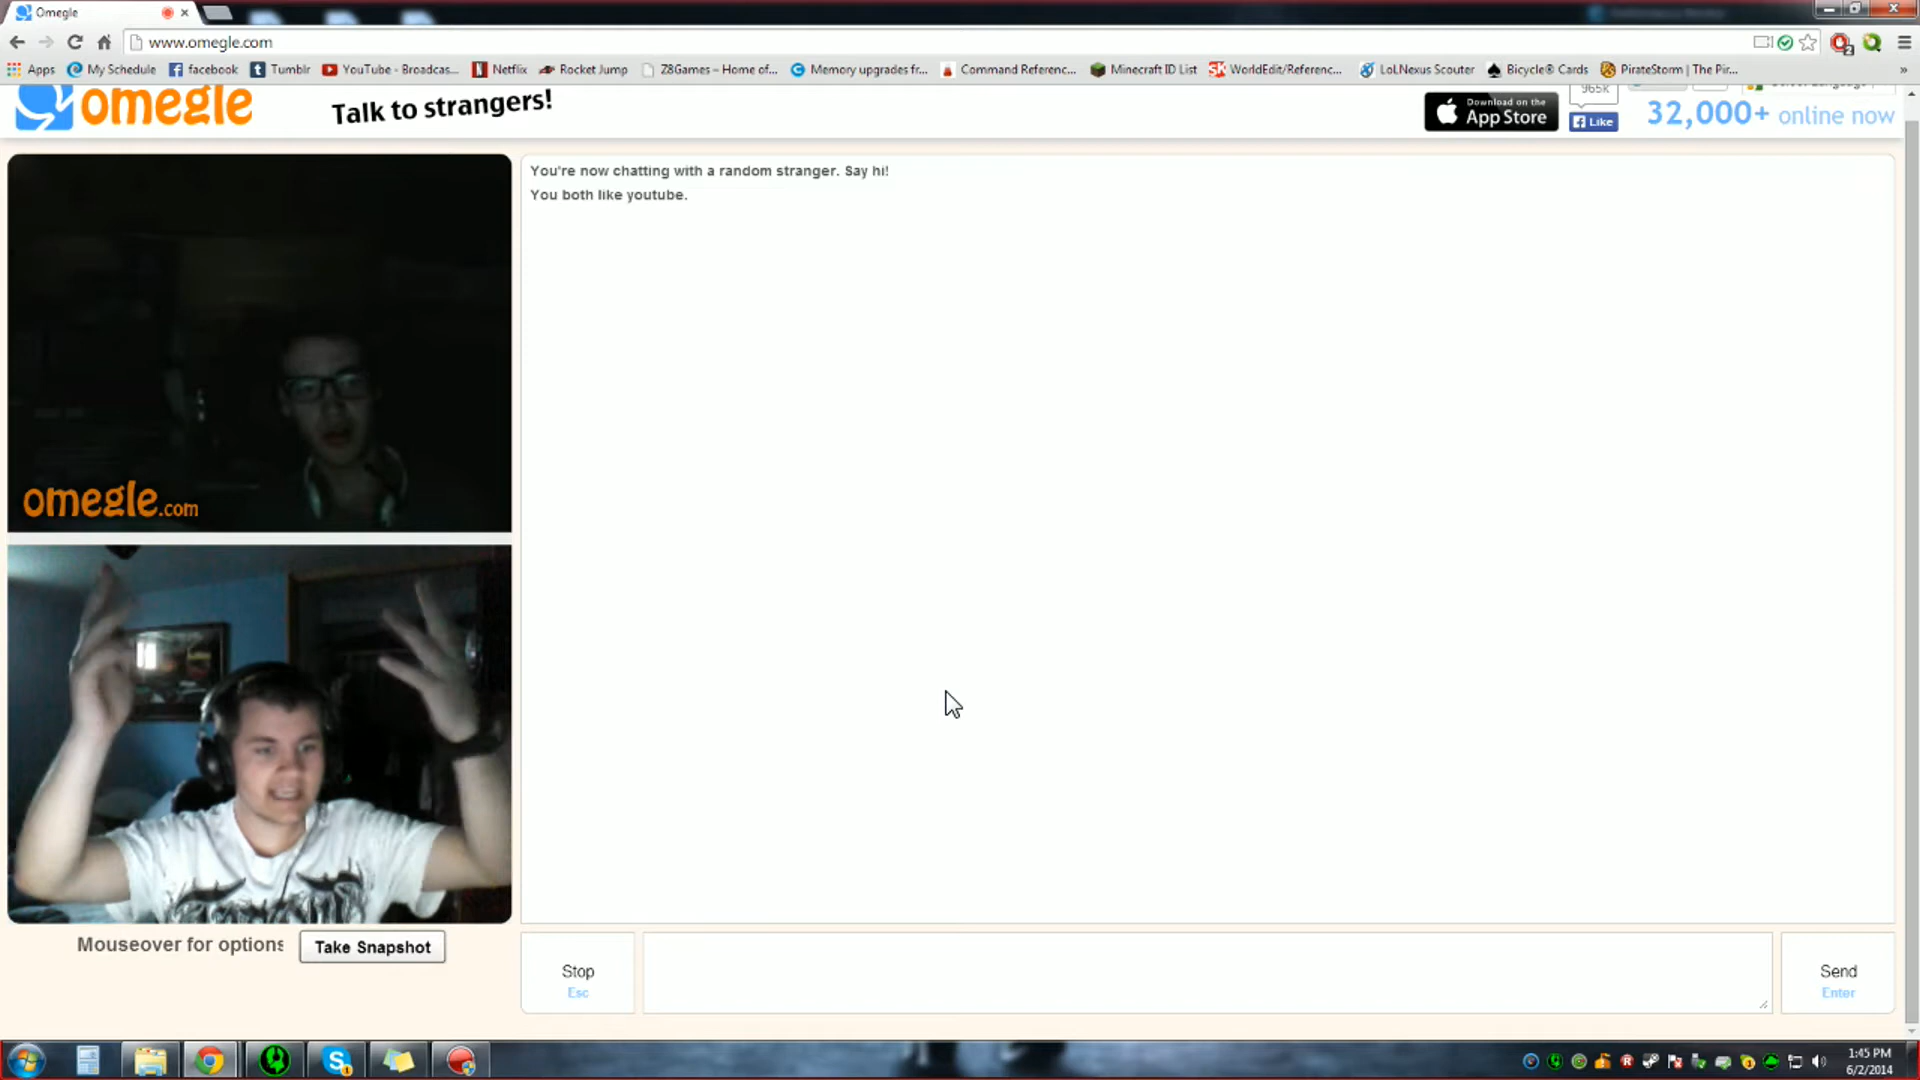 Omegle
www.omegle.com
Apps My Schedule facebook Tumblr YouTube - Broadcas... Netflix Rocket Jump Z8Games – Home of... Memory upgrades fr... Command Referenc... Minecraft ID List WorldEdit/Referenc... LoLNexus Scouter Bicycle® Cards PirateStorm | The Pir... »
omegle Talk to strangers! Download on the App Store 965k Like 32,000+ online now
You're now chatting with a random stranger. Say hi!
You both like youtube.
omegle.com
Mouseover for options Take Snapshot
Stop
Esc
Send
Enter
1:45 PM
6/2/2014